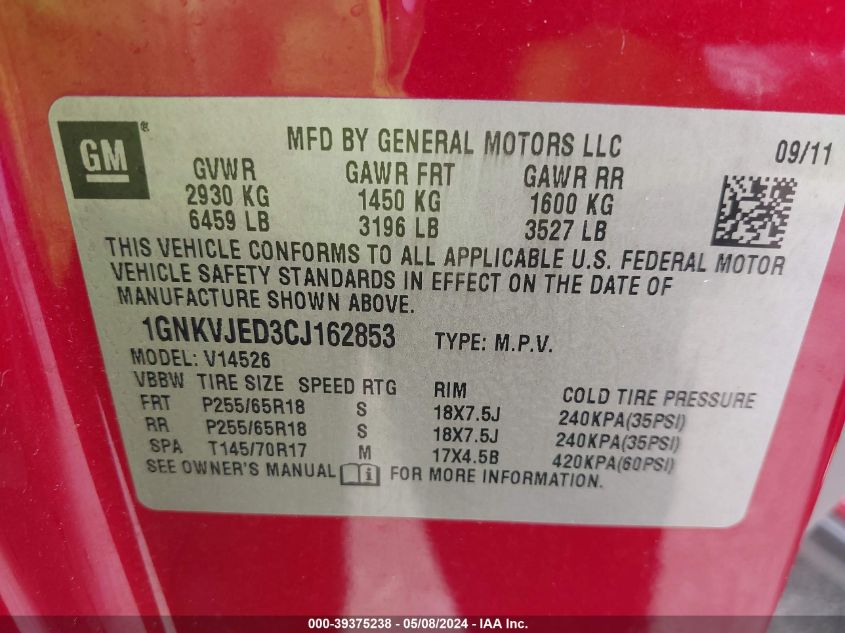 GM ®
MFD BY GENERAL MOTORS LLC 09/11
GVWR GAWR FRT GAWR RR
2930 KG 1450 KG 1600 KG
6459 LB 3196 LB 3527 LB
THIS VEHICLE CONFORMS TO ALL APPLICABLE U.S. FEDERAL MOTOR
VEHICLE SAFETY STANDARDS IN EFFECT ON THE DATE OF
MANUFACTURE SHOWN ABOVE.
1GNKVJED3CJ162853 TYPE: M.P.V.
MODEL: V14526
VBBW TIRE SIZE SPEED RTG RIM COLD TIRE PRESSURE
FRT P255/65R18 S 18X7.5J 240KPA(35PSI)
RR P255/65R18 S 18X7.5J 240KPA(35PSI)
SPA T145/70R17 M 17X4.5B 420KPA(60PSI)
SEE OWNER'S MANUAL i FOR MORE INFORMATION.
000-39375238 - 05/08/2024 - IAA Inc.